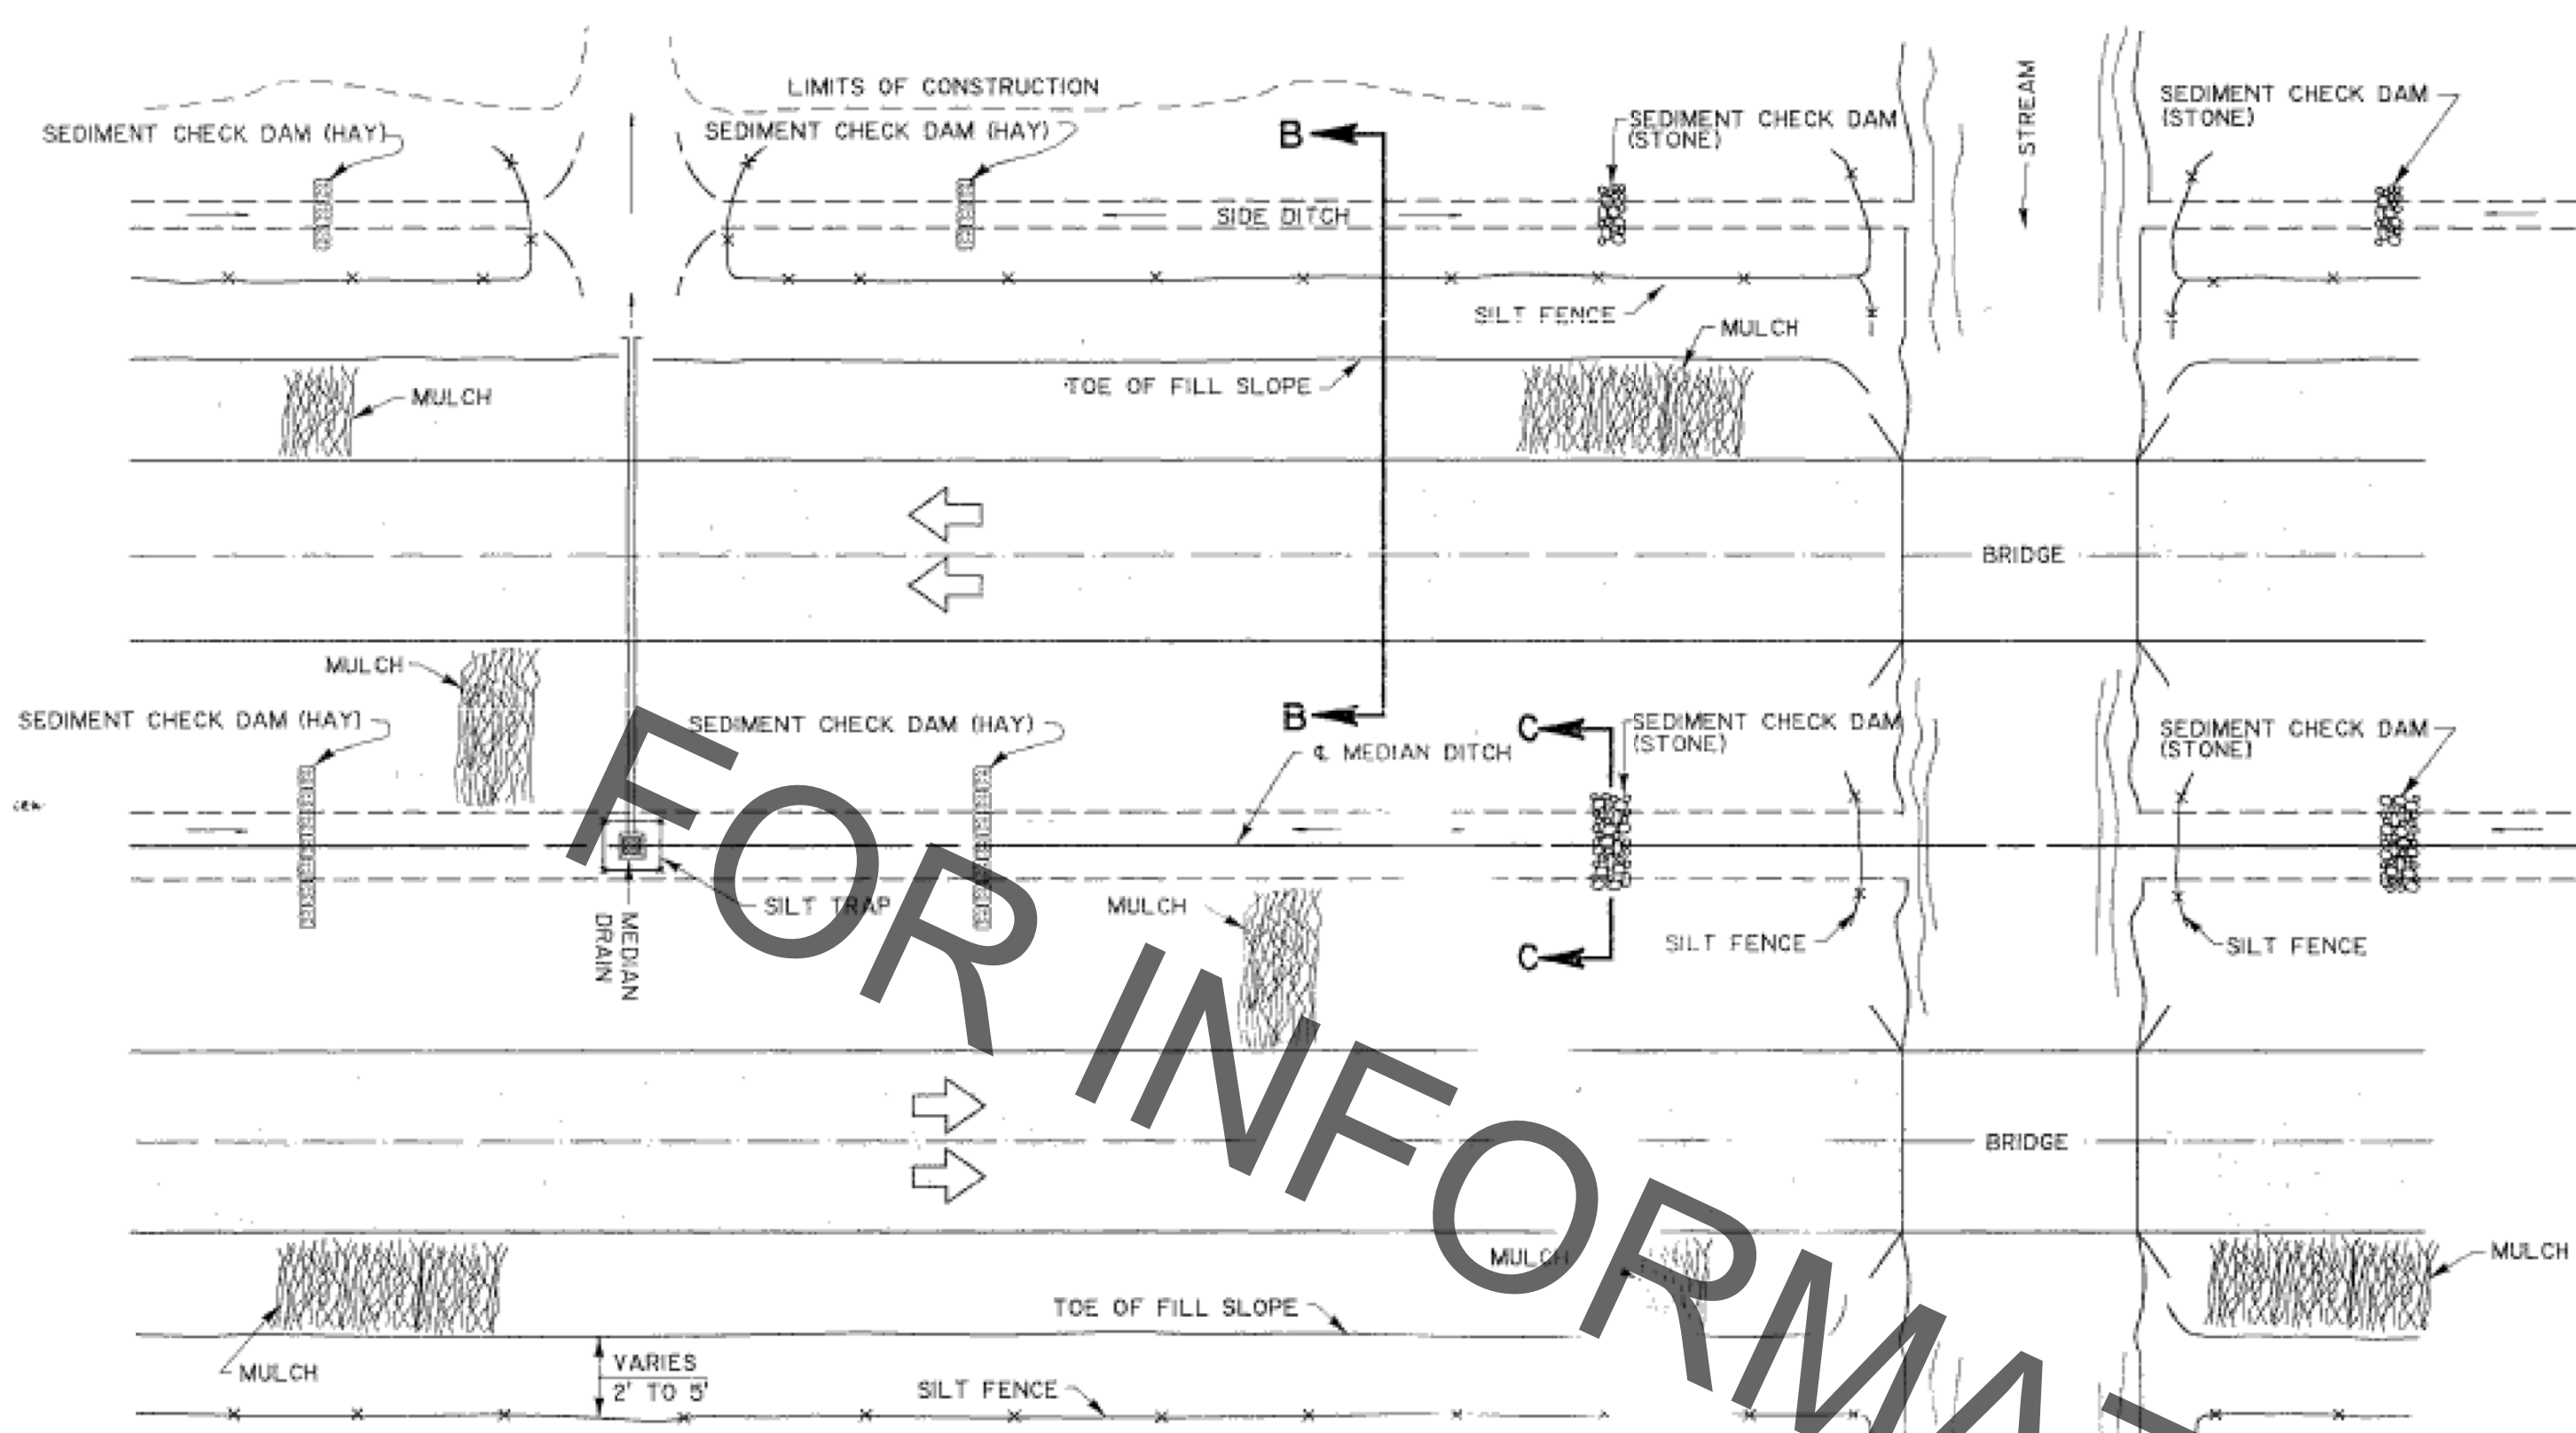 LIMITS OF CONSTRUCTION
SEDIMENT CHECK DAM (HAY)
SEDIMENT CHECK DAM (HAY)
B
SEDIMENT CHECK DAM
(STONE)
STREAM
SEDIMENT CHECK DAM
(STONE)
SIDE DITCH
SILT FENCE
MULCH
TOE OF FILL SLOPE
MULCH
BRIDGE
MULCH
SEDIMENT CHECK DAM (HAY)
SEDIMENT CHECK DAM (HAY)
B
C
SEDIMENT CHECK DAM
(STONE)
SEDIMENT CHECK DAM
(STONE)
℄ MEDIAN DITCH
SILT TRAP
MEDIAN
DRAIN
MULCH
C
SILT FENCE
SILT FENCE
BRIDGE
MULCH
MULCH
TOE OF FILL SLOPE
MULCH
VARIES
2' TO 5'
SILT FENCE
FOR INFORMAT